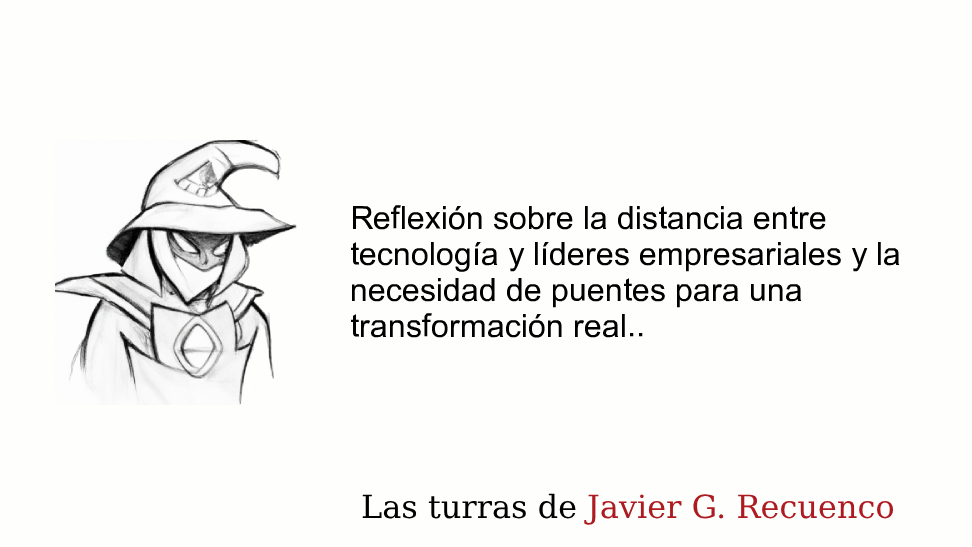 Reflexión sobre la distancia entre
tecnología y líderes empresariales y la
necesidad de puentes para una
transformación real..
Las turras de Javier G. Recuenco